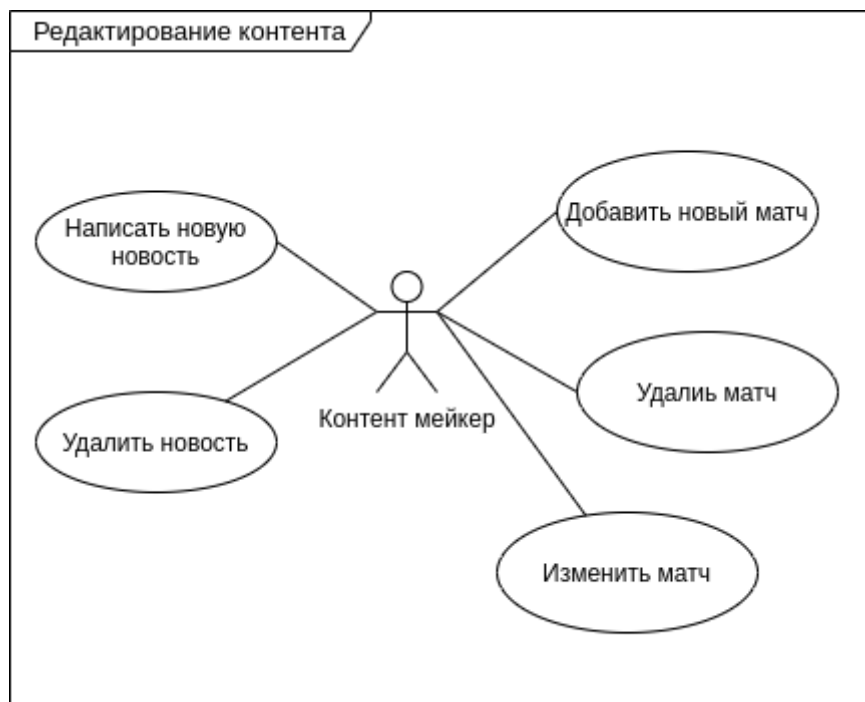 Редактирование контента
Написать новую
новость
Добавить новый матч
Удалиь матч
Контент мейкер
Удалить новость
Изменить матч